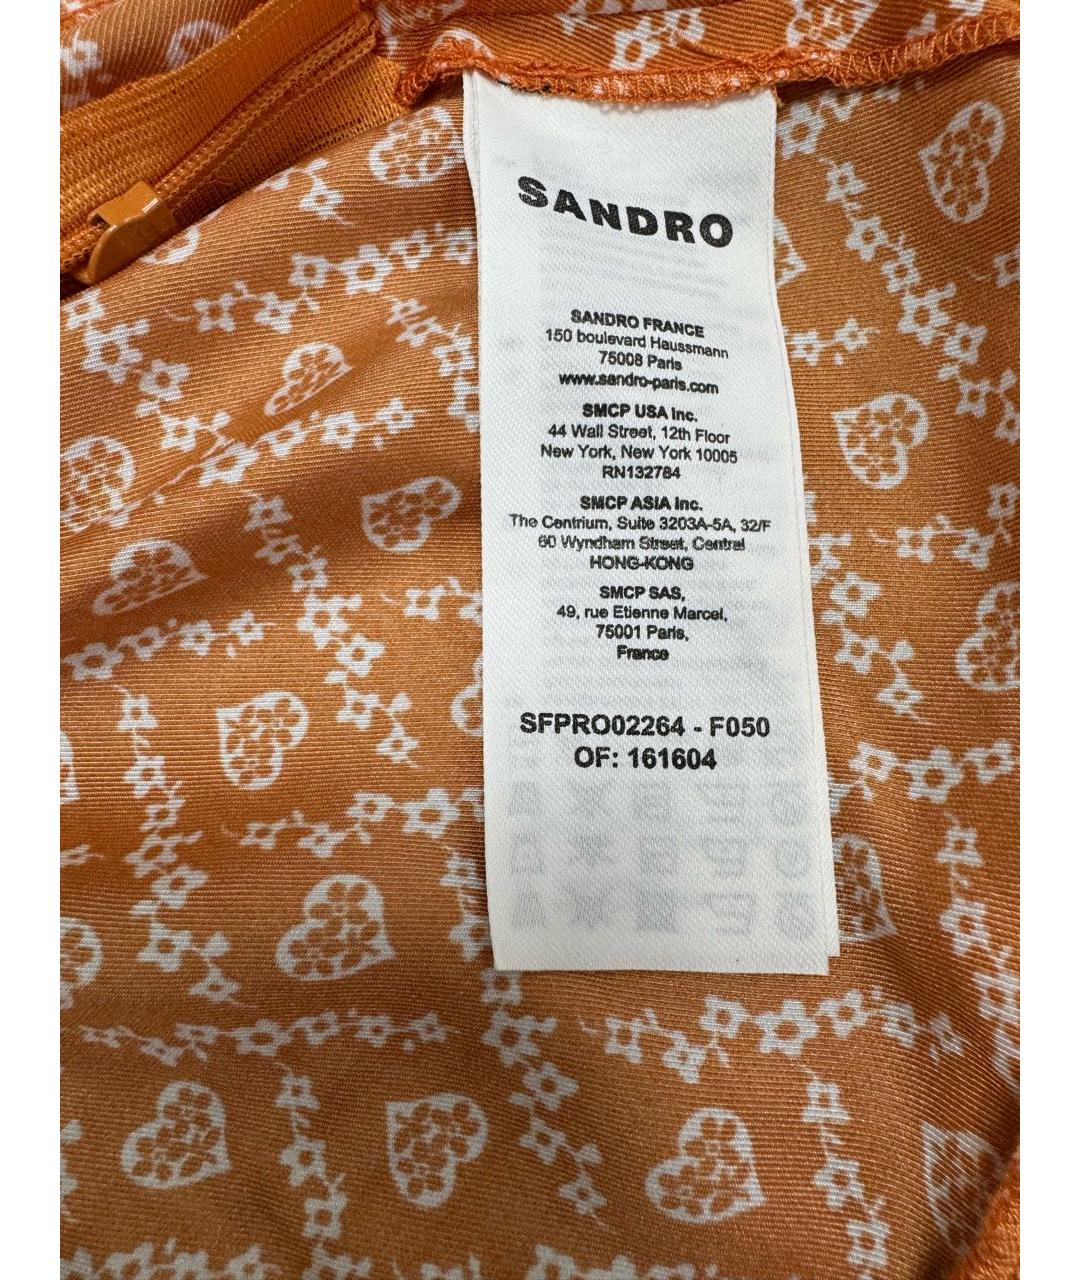 SANDRO
SANDRO FRANCE
150 boulevard Haussmann
75008 Paris
www.sandro-paris.com
SMCP USA Inc.
44 Wall Street, 12th Floor
New York, New York 10005
RN132784
SMCP ASIA Inc.
The Centrium, Suite 3203A-5A, 32/F
60 Wyndham Street, Central
HONG-KONG
SMCP SAS,
49, rue Etienne Marcel,
75001 Paris,
France
SFPRO02264 - F050
OF: 161604